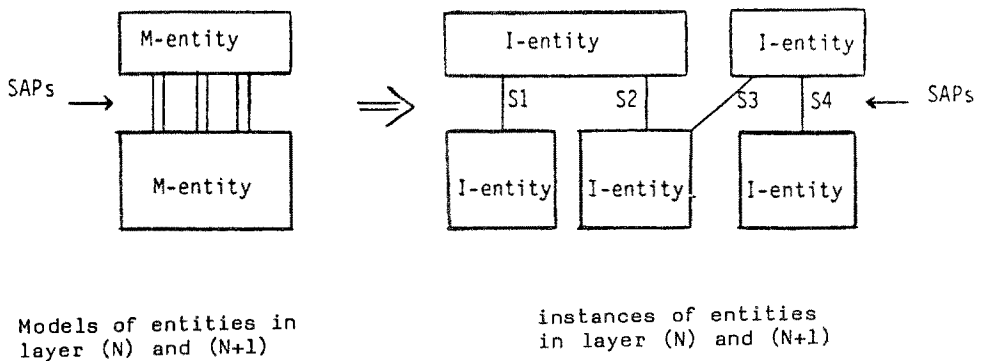 M-entity
I-entity
I-entity
SAPs
S1
S2
S3
S4
SAPs
M-entity
I-entity
I-entity
I-entity
Models of entities in
layer (N) and (N+1)
instances of entities
in layer (N) and (N+1)